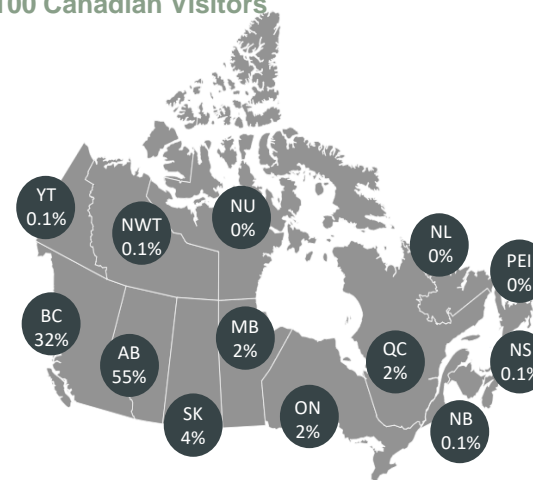 100 Canadian Visitors
YT
0.1%
NWT
0.1%
NU
0%
NL
0%
PEI
0%
BC
32%
AB
55%
SK
4%
MB
2%
ON
2%
QC
2%
NB
0.1%
NS
0.1%